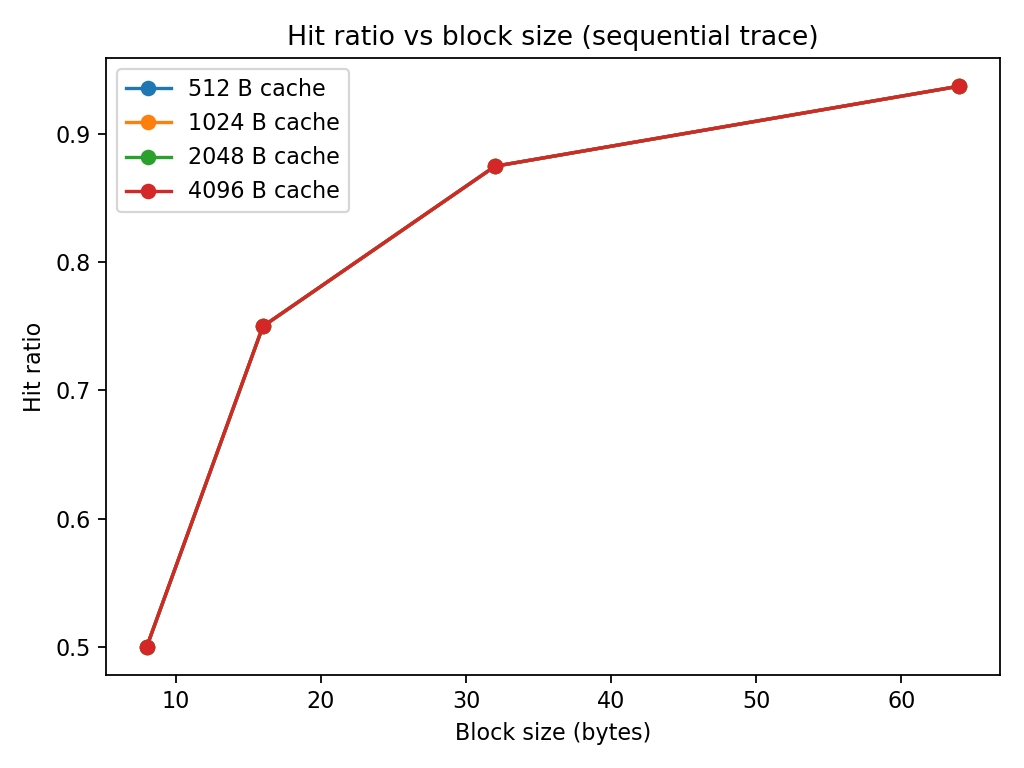 Hit ratio vs block size (sequential trace)
512 B cache
1024 B cache
2048 B cache
4096 B cache
Hit ratio
0.9
0.8
0.7
0.6
0.5
10 20 30 40 50 60
Block size (bytes)